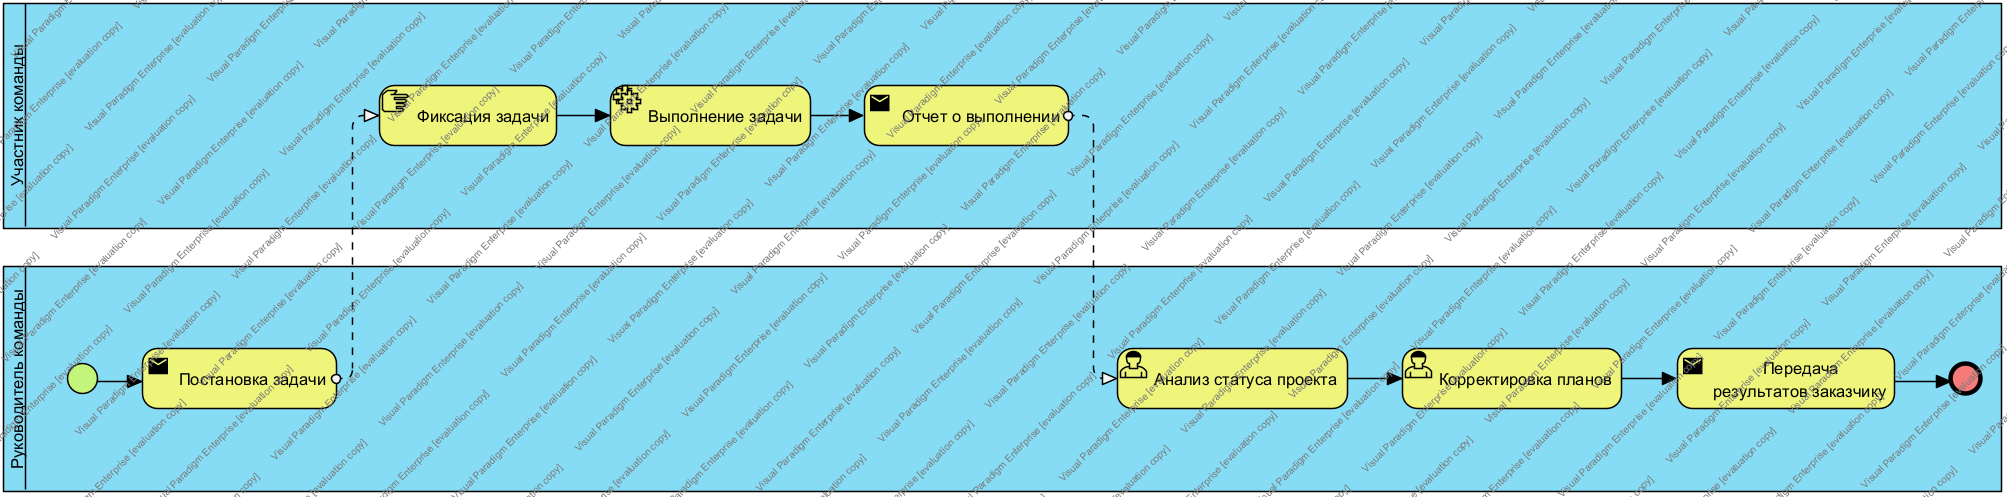 Участник команды
Фиксация задачи
Выполнение задачи
Отчет о выполнении
Руководитель команды
Постановка задачи
Анализ статуса проекта
Корректировка планов
Передача
результатов заказчику
Visual Paradigm Enterprise [evaluation copy]